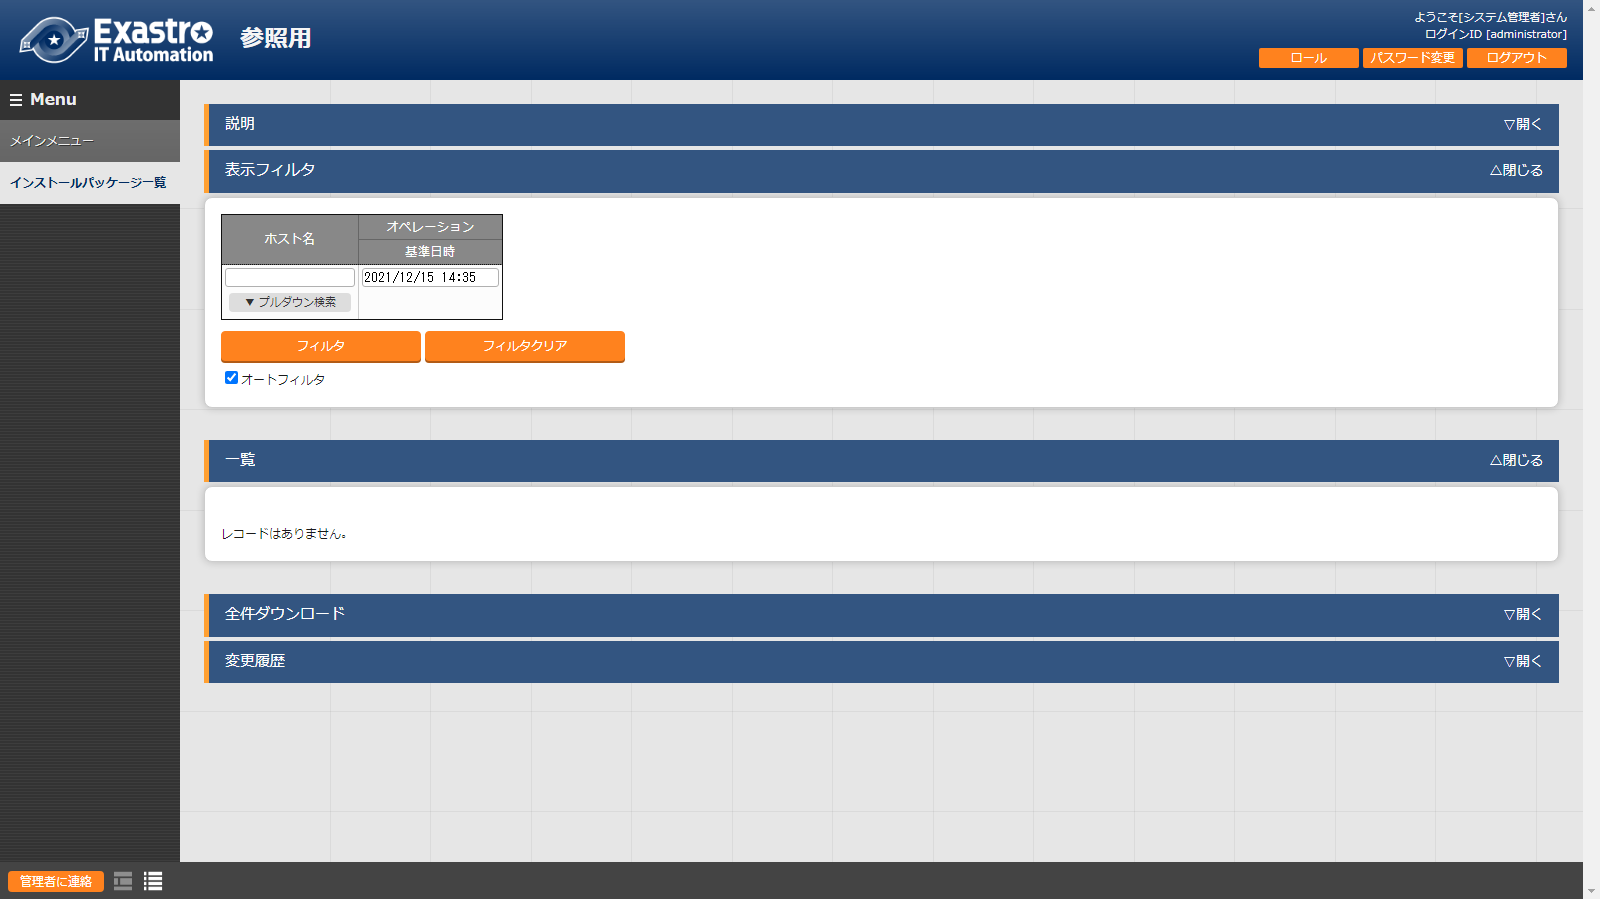 Exastro
IT Automation
参照用
ようこそ[システム管理者]さん
ログインID [administrator]
ロール
パスワード変更
ログアウト
Menu
メインメニュー
インストールパッケージ一覧
説明
▽開く
表示フィルタ
△閉じる
ホスト名
オペレーション
基準日時
2021/12/15 14:35
▼ プルダウン検索
フィルタ
フィルタクリア
オートフィルタ
一覧
△閉じる
レコードはありません。
全件ダウンロード
▽開く
変更履歴
▽開く
管理者に連絡